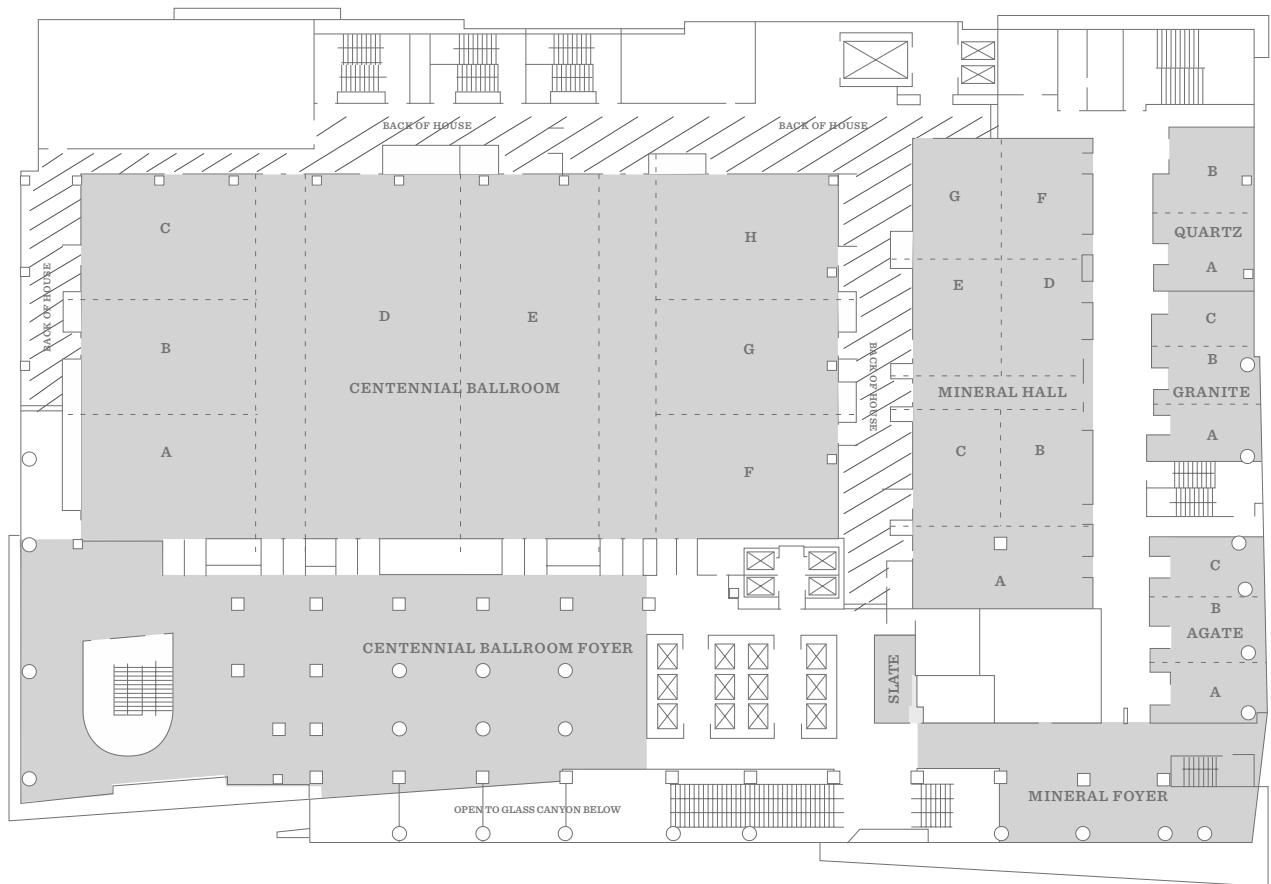 BACK OF HOUSE
BACK OF HOUSE
BACK OF HOUSE
C
B
A
D
E
CENTENNIAL BALLROOM
H
G
F
BACK OF HOUSE
G
F
E
D
MINERAL HALL
C
B
A
B
QUARTZ
A
C
B
GRANITE
A
C
B
AGATE
A
CENTENNIAL BALLROOM FOYER
SLATE
OPEN TO GLASS CANYON BELOW
MINERAL FOYER